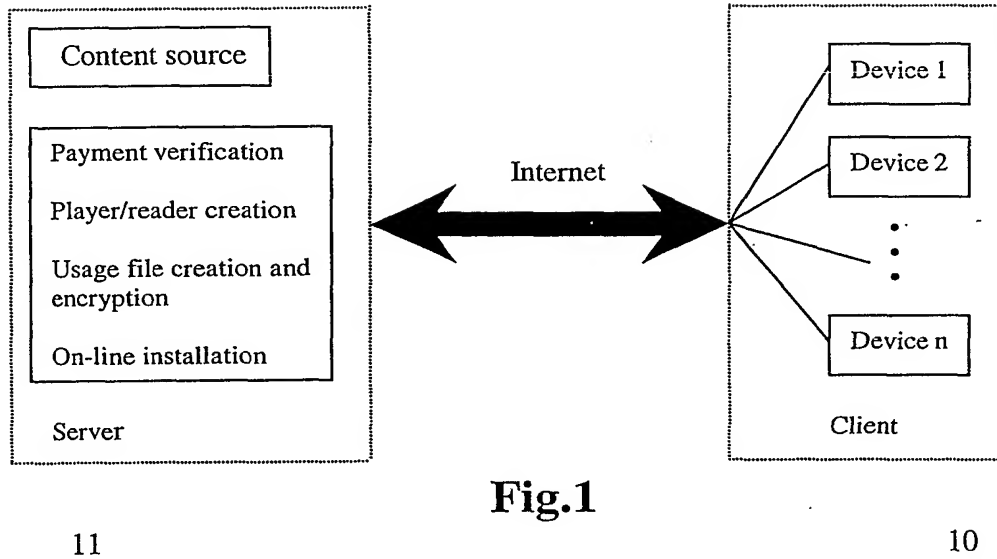 Content source
Payment verification
Player/reader creation
Usage file creation and
encryption
On-line installation
Server
Internet
Device 1
Device 2
Device n
Client
Fig.1
11
10